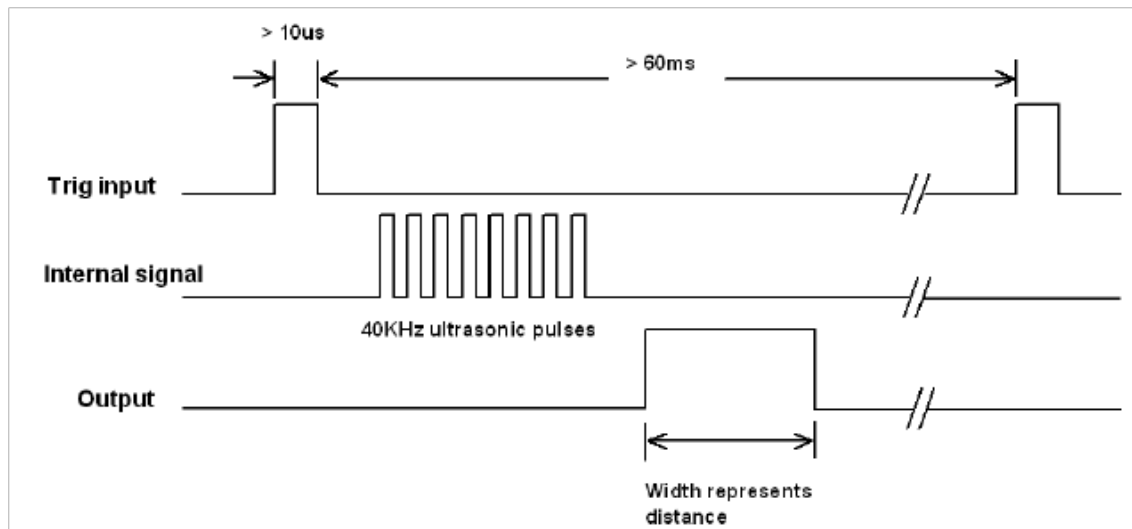 > 10us
> 60ms
Trig input
Internal signal
40KHz ultrasonic pulses
Output
Width represents
distance